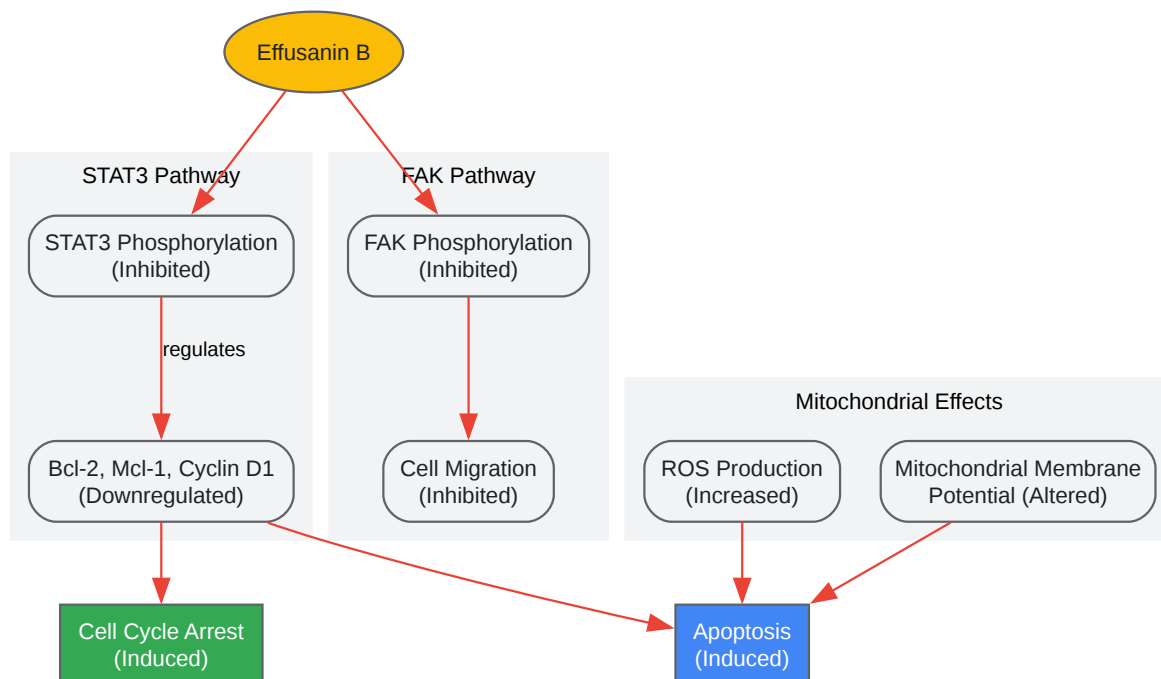 Effusanin B
STAT3 Pathway
FAK Pathway
STAT3 Phosphorylation
(Inhibited)
FAK Phosphorylation
(Inhibited)
regulates
Mitochondrial Effects
Bcl-2, Mcl-1, Cyclin D1
(Downregulated)
Cell Migration
(Inhibited)
ROS Production
(Increased)
Mitochondrial Membrane
Potential (Altered)
Cell Cycle Arrest
(Induced)
Apoptosis
(Induced)